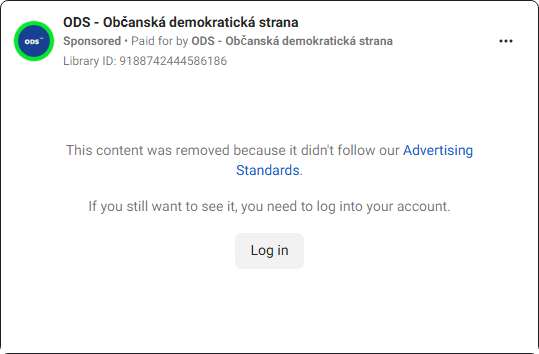 ODS - Občanská demokratická strana
Sponsored • Paid for by ODS - Občanská demokratická strana
Library ID: 9188742444586186
ODS
This content was removed because it didn't follow our Advertising
Standards.
If you still want to see it, you need to log into your account.
Log in